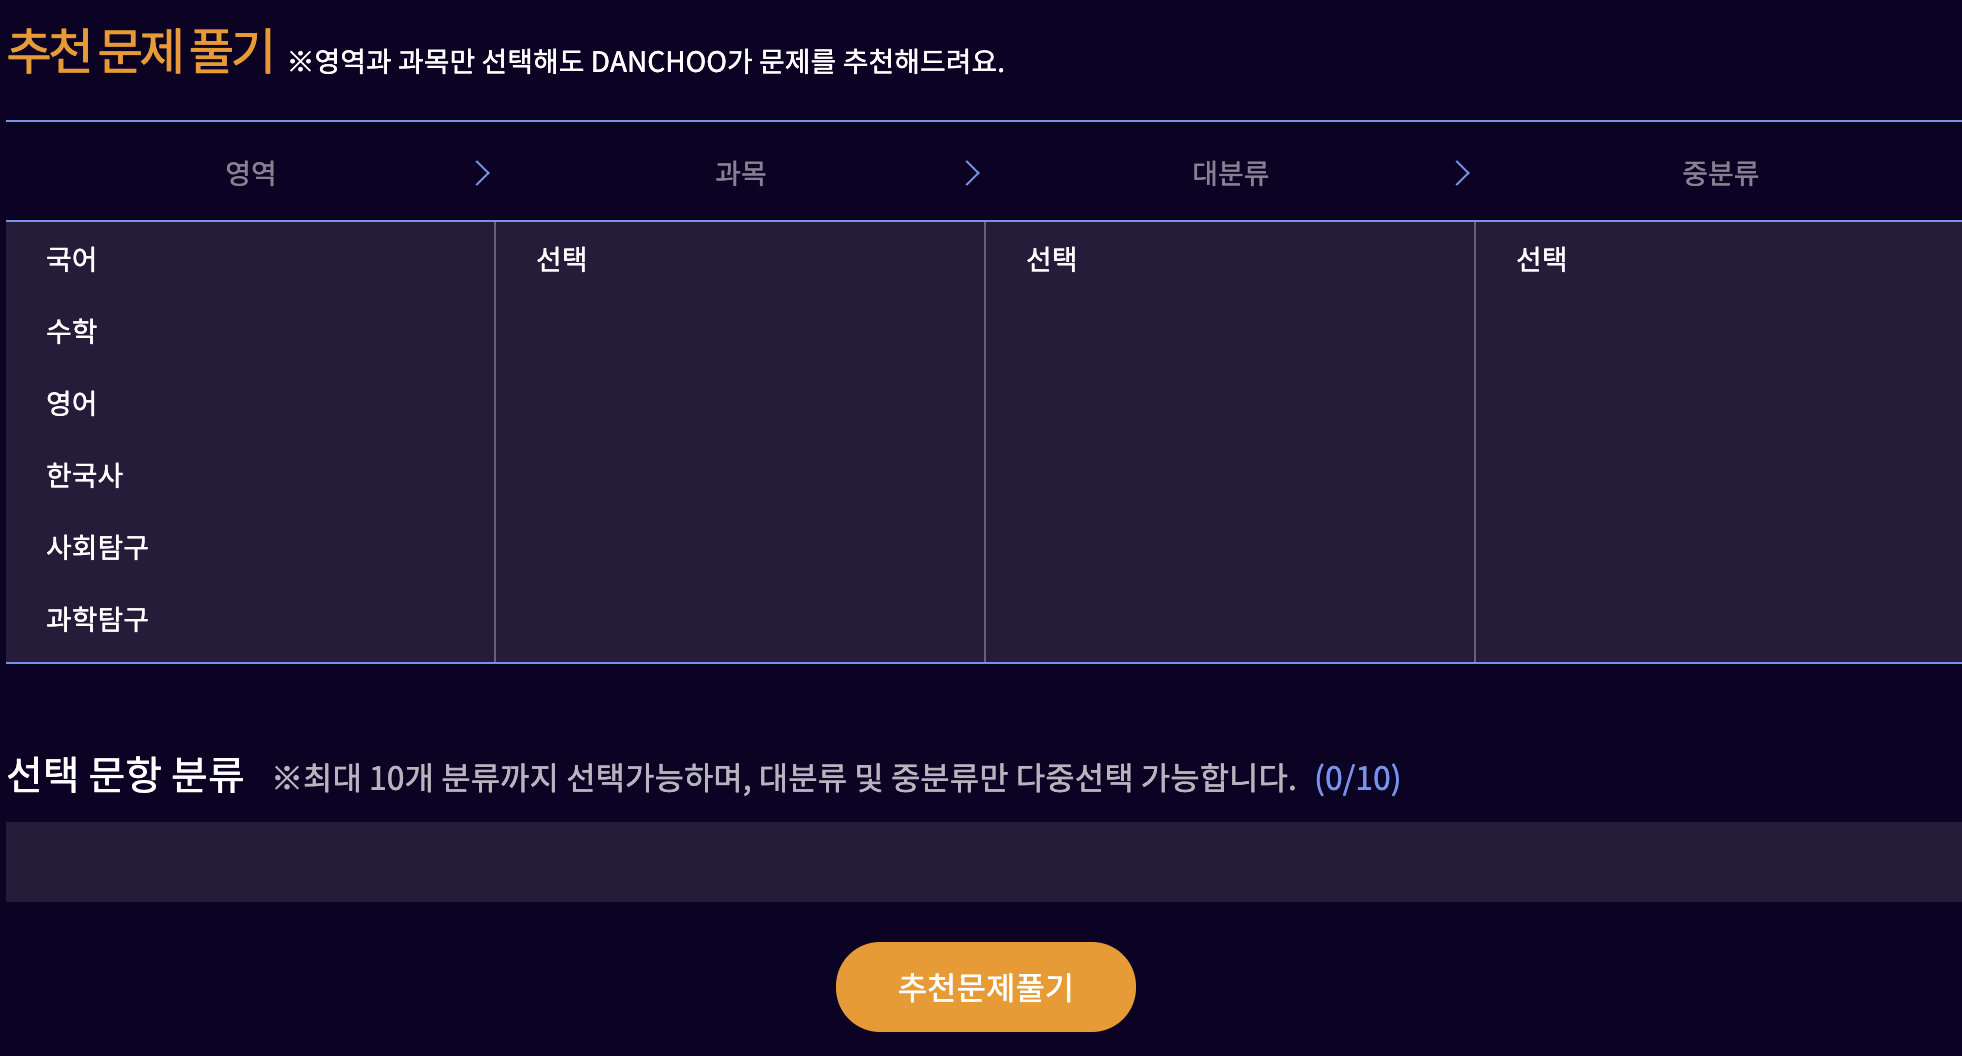 추천 문제 풀기 ※영역과 과목만 선택해도 DANCHOO가 문제를 추천해드려요.
영역 > 과목 > 대분류 > 중분류
국어 선택 선택 선택
수학
영어
한국사
사회탐구
과학탐구
선택 문항 분류 ※최대 10개 분류까지 선택가능하며, 대분류 및 중분류만 다중선택 가능합니다. (0/10)
추천문제풀기